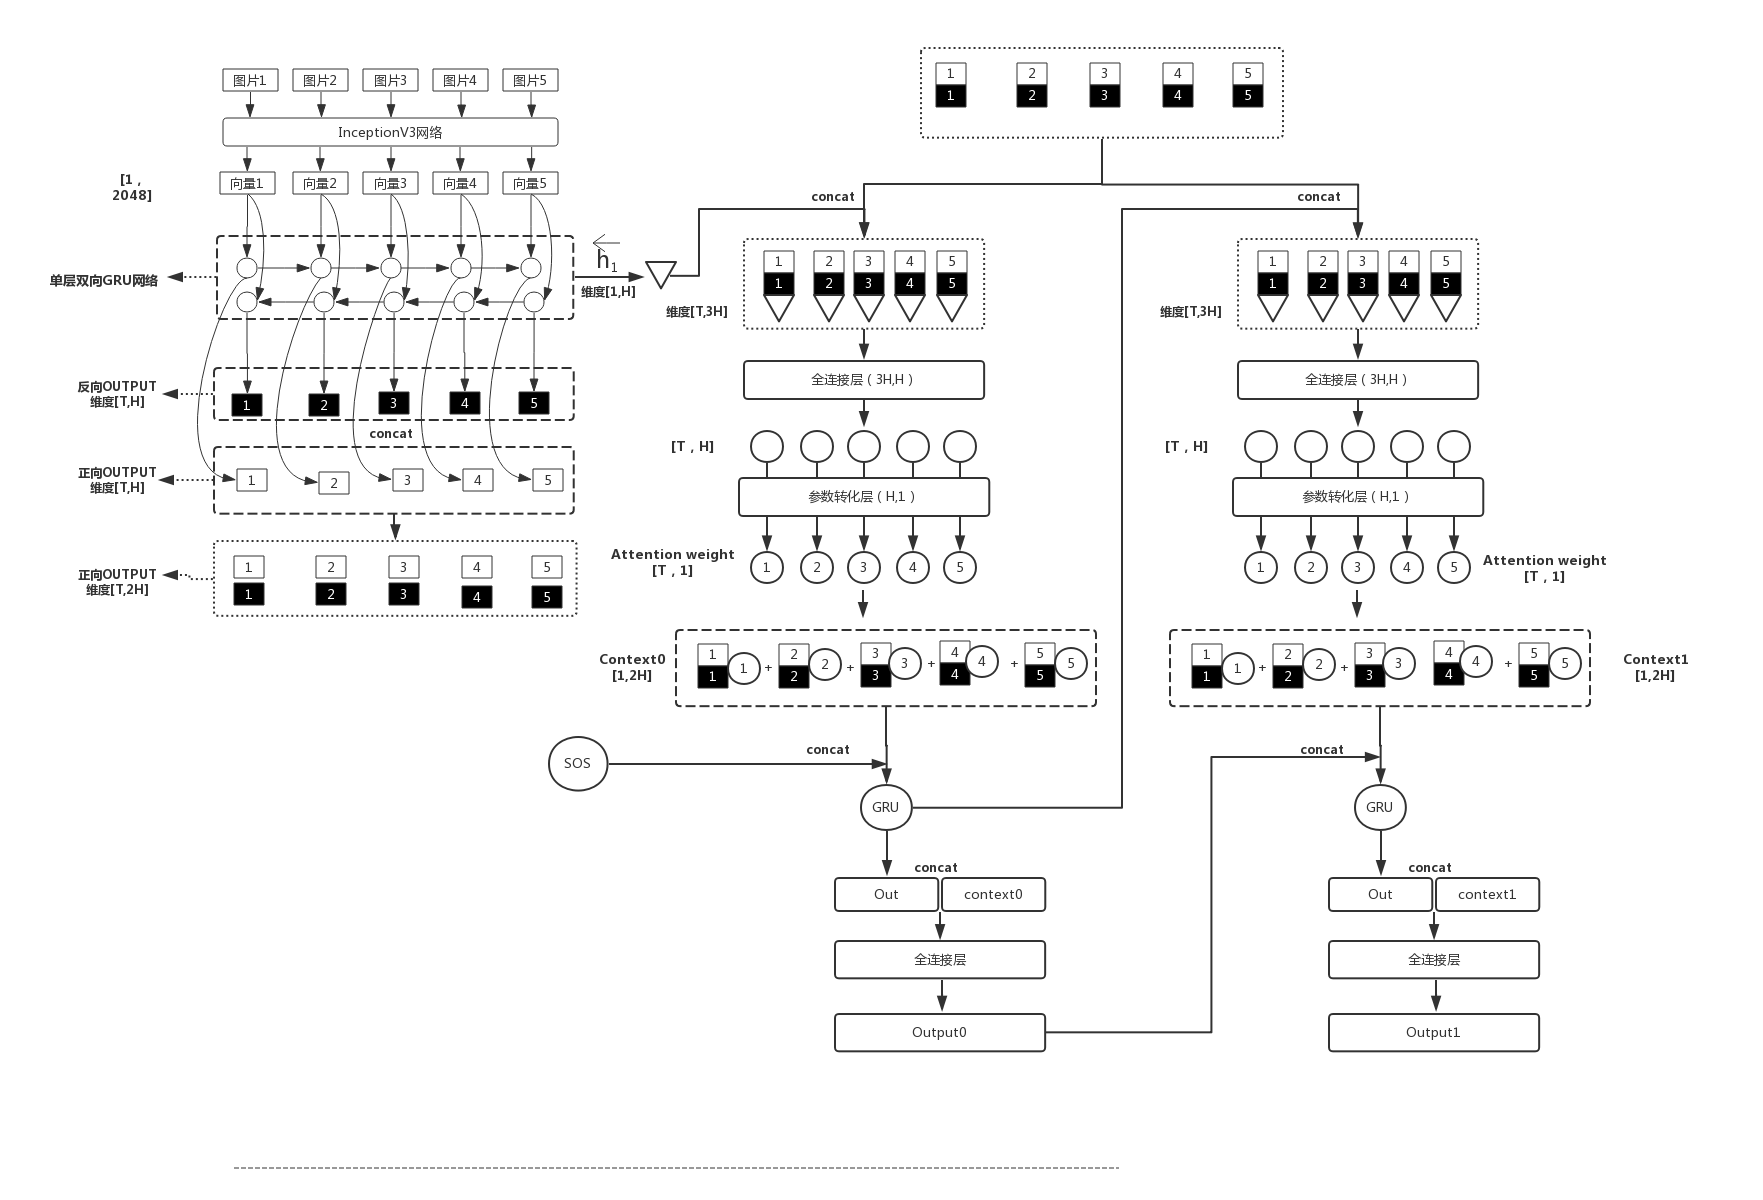 图片1
图片2
图片3
图片4
图片5
InceptionV3网络
[1 ,
2048]
向量1
向量2
向量3
向量4
向量5
单层双向GRU网络
h1
维度[1,H]
反向OUTPUT
维度[T,H]
1
2
3
4
5
concat
正向OUTPUT
维度[T,H]
1
2
3
4
5
正向OUTPUT
维度[T,2H]
1
2
3
4
5
1
2
3
4
5
1
2
3
4
5
1
2
3
4
5
concat
维度[T,3H]
1
2
3
4
5
1
2
3
4
5
全连接层 ( 3H,H )
[T , H]
参数转化层 ( H,1 )
Attention weight
[T , 1]
1
2
3
4
5
Context0
[1,2H]
1
1
1
+
2
2
2
+
3
3
3
+
4
4
4
+
5
5
5
SOS
concat
GRU
concat
Out
context0
全连接层
Output0
concat
维度[T,3H]
1
2
3
4
5
1
2
3
4
5
全连接层 ( 3H,H )
[T , H]
参数转化层 ( H,1 )
1
2
3
4
5
Attention weight
[T , 1]
1
1
1
+
2
2
2
+
3
3
3
4
4
4
+
5
5
5
Context1
[1,2H]
concat
GRU
concat
Out
context1
全连接层
Output1